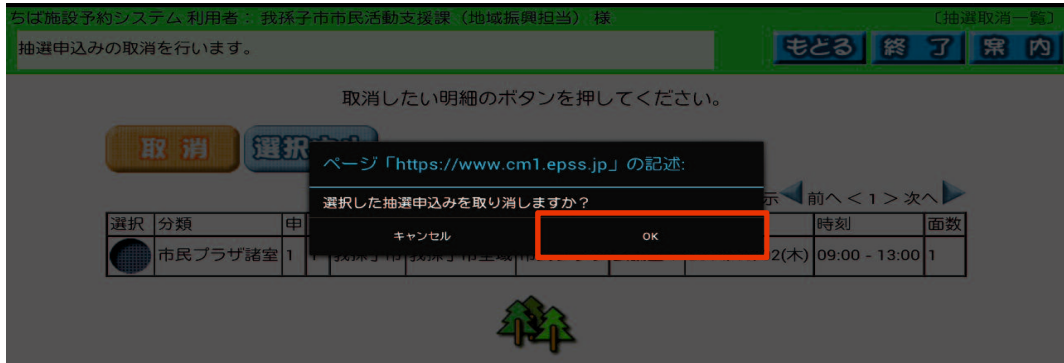 ちば施設予約システム 利用者： 我孫子市市民活動支援課（地域振興担当） 様 〔抽選取消一覧〕
抽選申込みの取消を行います。
もどる 終 了 案 内
取消したい明細のボタンを押してください。
取 消 選択
ページ「https://www.cm1.epss.jp」の記述:
選択した抽選申込みを取り消しますか？
キャンセル OK
示 前へ < 1 > 次へ
選択 分類 申 時刻 面数
市民プラザ諸室 1 2(木) 09:00 - 13:00 1